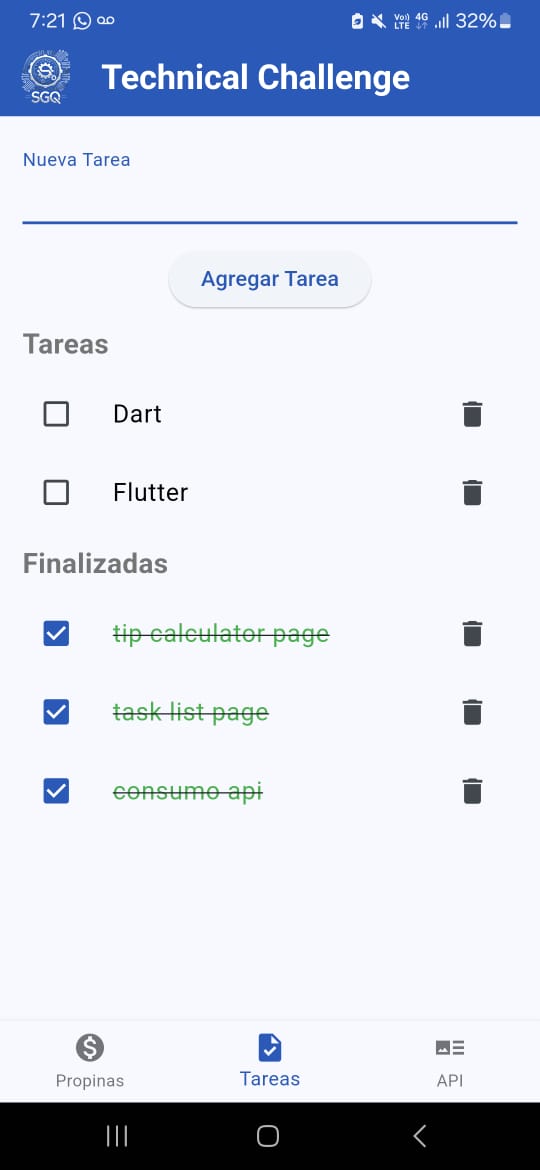 7:21
Vo))
LTE
4G
32%
SGQ
Technical Challenge
Nueva Tarea
Agregar Tarea
Tareas
Dart
Flutter
Finalizadas
tip calculator page
task list page
consumo api
Propinas
Tareas
API